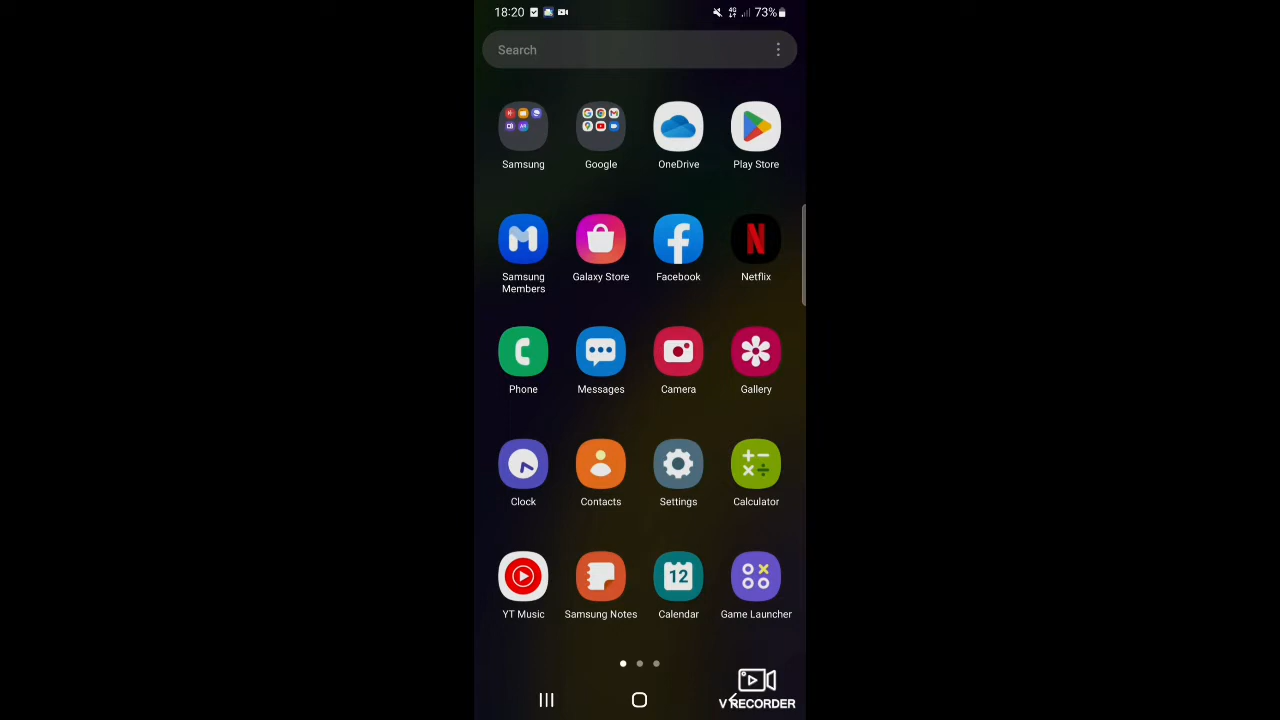 18:20
4G
73%
Search
Samsung
Google
OneDrive
Play Store
Samsung
Members
Galaxy Store
Facebook
Netflix
Phone
Messages
Camera
Gallery
Clock
Contacts
Settings
Calculator
12
YT Music
Samsung Notes
Calendar
Game Launcher
V RECORDER